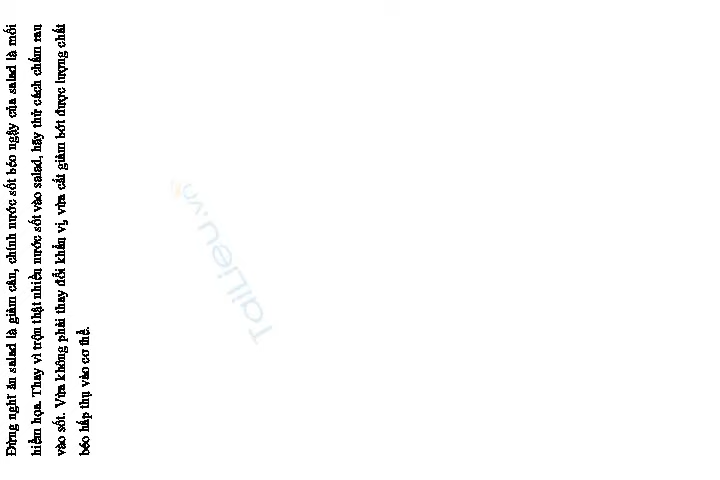 Đừng nghĩ ăn salad là giảm cân, chính nước sốt béo ngậy của salad là mối
hiểm họa. Thay vì trộn thật nhiều nước sốt vào salad, hãy thử cách chấm rau
vào sốt. Vừa không phải thay đổi khẩu vị, vừa cắt giảm bớt được lượng chất
béo hấp thụ vào cơ thể.
TaiLieu.vn